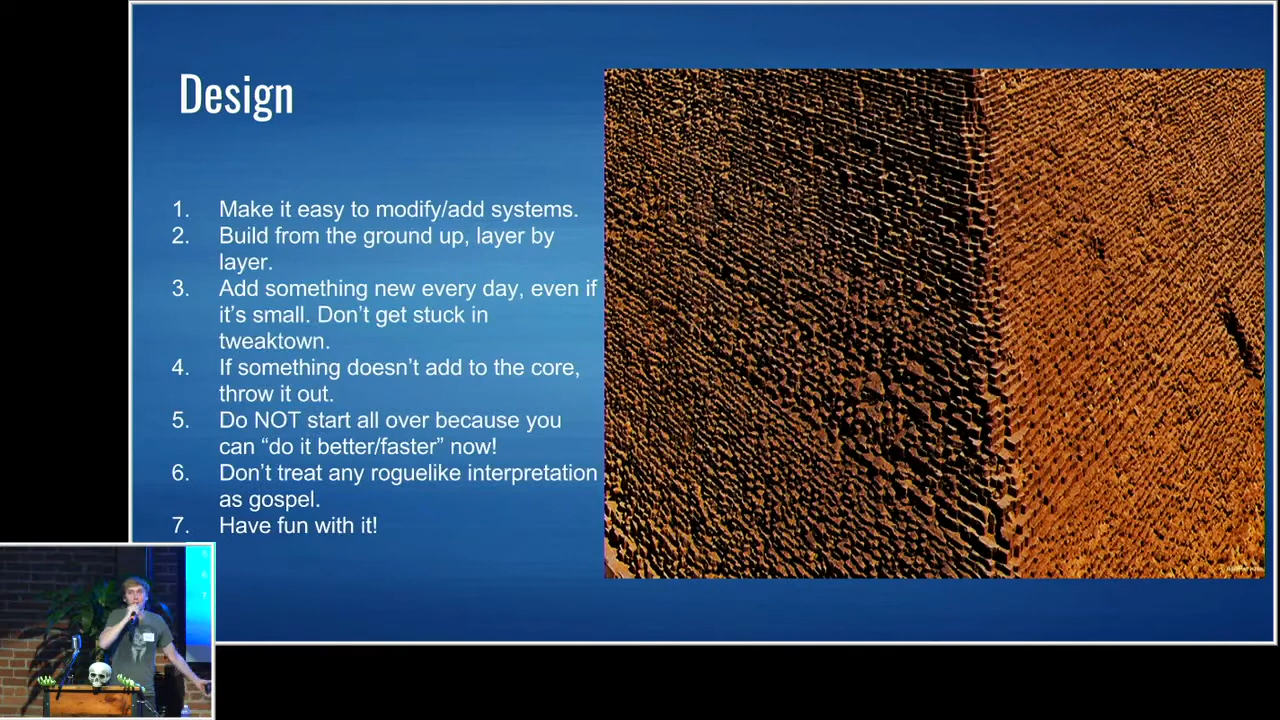 Design
1. Make it easy to modify/add systems.
2. Build from the ground up, layer by
layer.
3. Add something new every day, even if
it's small. Don't get stuck in
tweaktown.
4. If something doesn't add to the core,
throw it out.
5. Do NOT start all over because you
can “do it better/faster” now!
6. Don't treat any roguelike interpretation
as gospel.
7. Have fun with it!